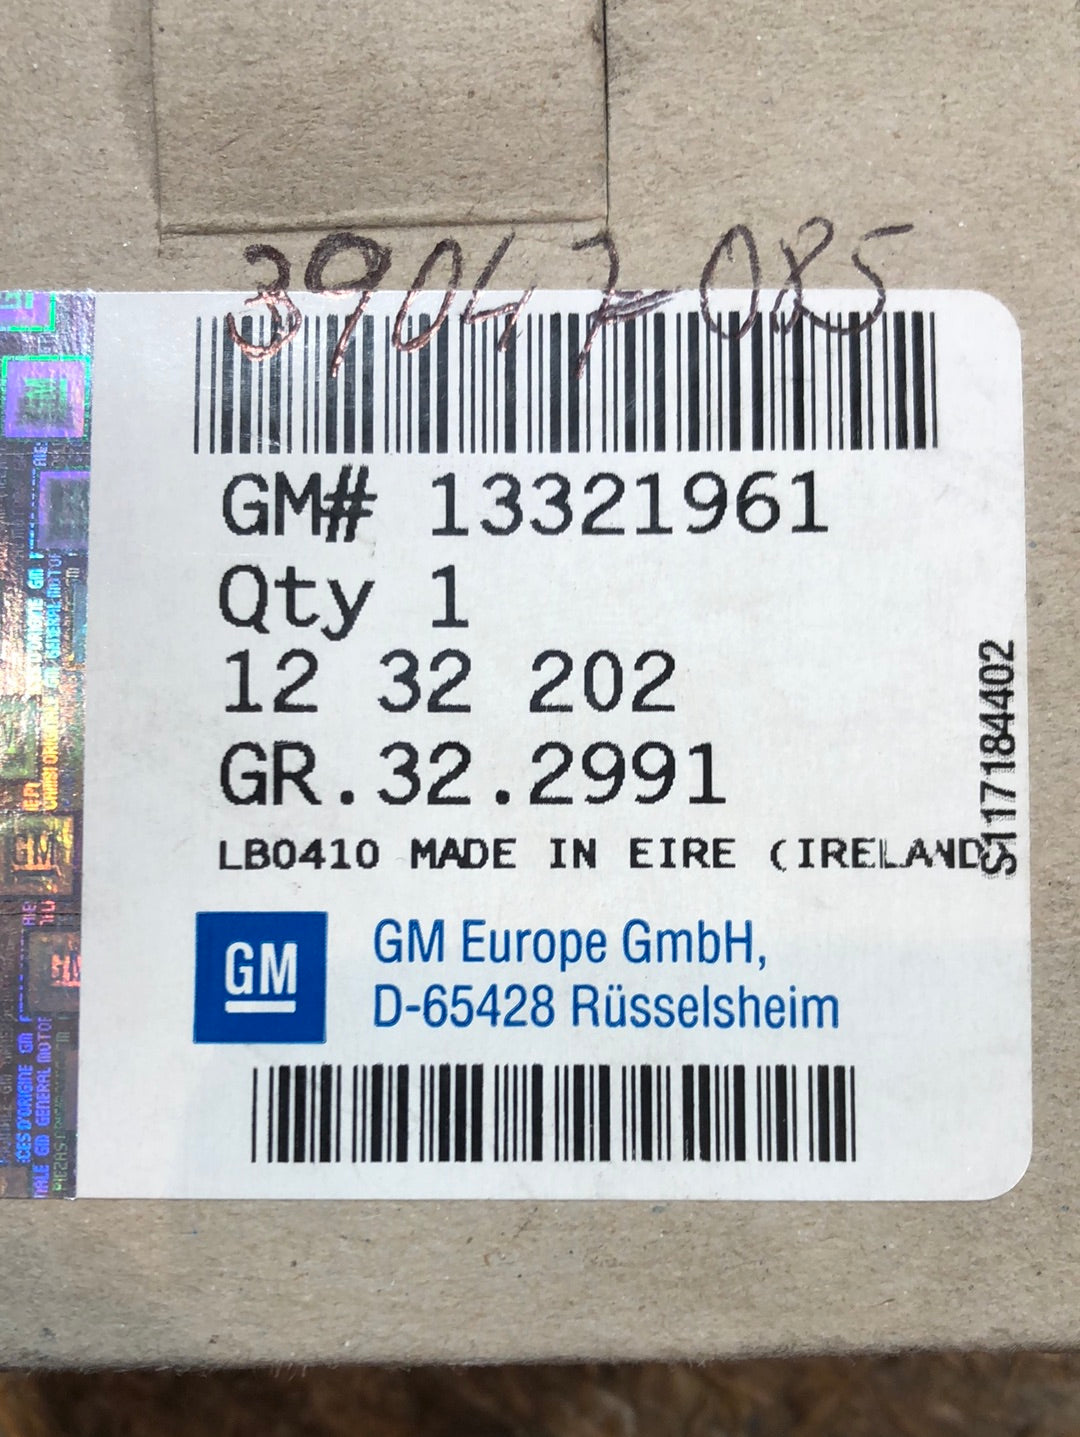 39047085
GM# 13321961
Qty 1
12 32 202
GR.32.2991
LB0410 MADE IN EIRE (IRELAND
S117184402
GM
GM Europe GmbH,
D-65428 Rüsselsheim